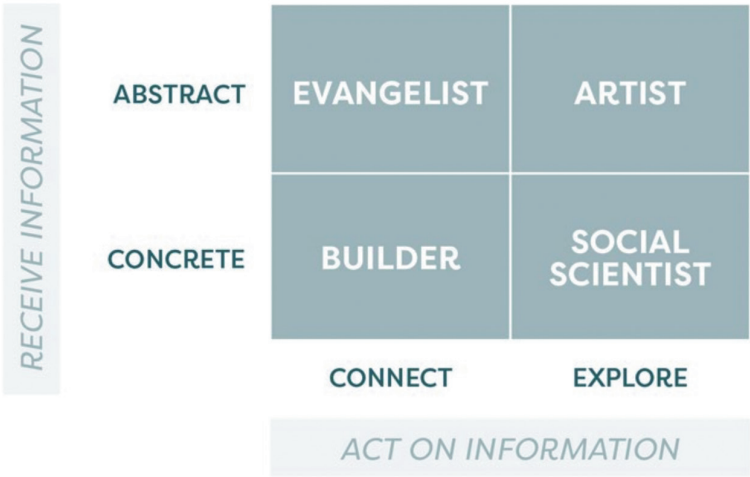 RECEIVE INFORMATION
ABSTRACT
EVANGELIST
ARTIST
CONCRETE
BUILDER
SOCIAL
SCIENTIST
CONNECT
EXPLORE
ACT ON INFORMATION